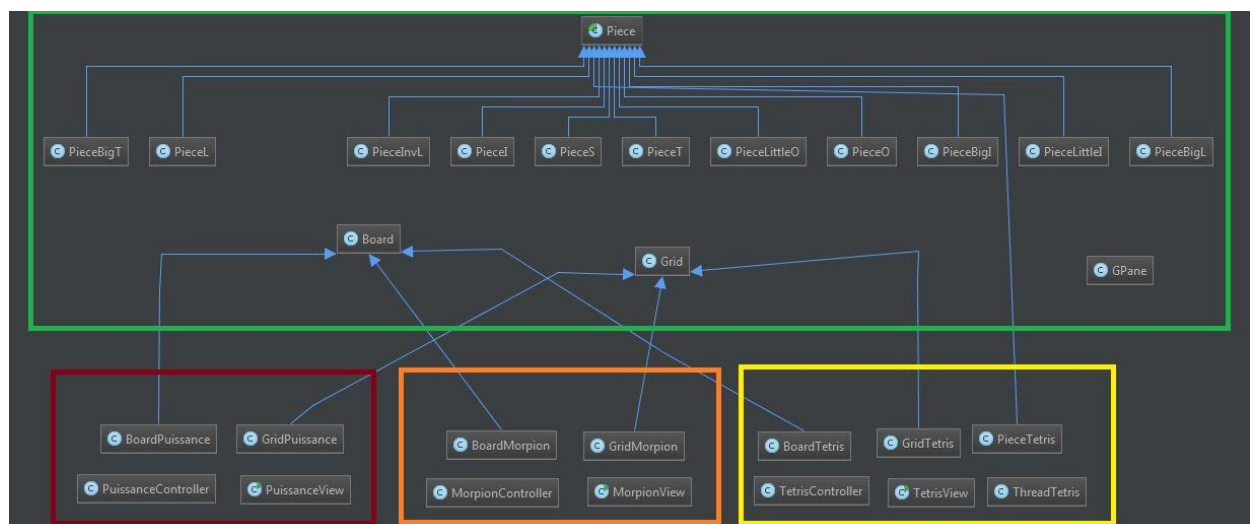 Piece
PieceBigT PieceL PieceInvL PieceI PieceS PieceT PieceLittleO PieceO PieceBigI PieceLittleI PieceBigL
Board
Grid
GPane
BoardPuissance GridPuissance
PuissanceController PuissanceView
BoardMorpion GridMorpion
MorpionController MorpionView
BoardTetris GridTetris PieceTetris
TetrisController TetrisView ThreadTetris